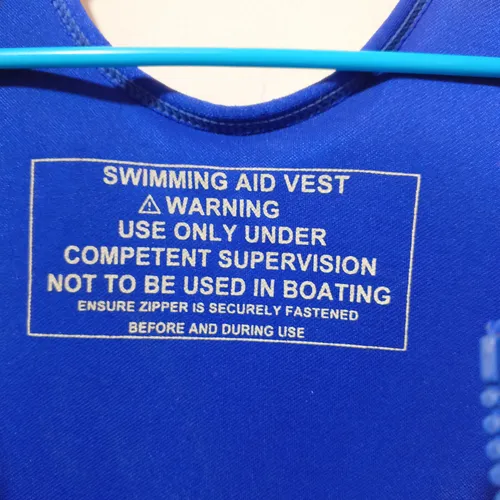 SWIMMING AID VEST
⚠ WARNING
USE ONLY UNDER
COMPETENT SUPERVISION
NOT TO BE USED IN BOATING
ENSURE ZIPPER IS SECURELY FASTENED
BEFORE AND DURING USE